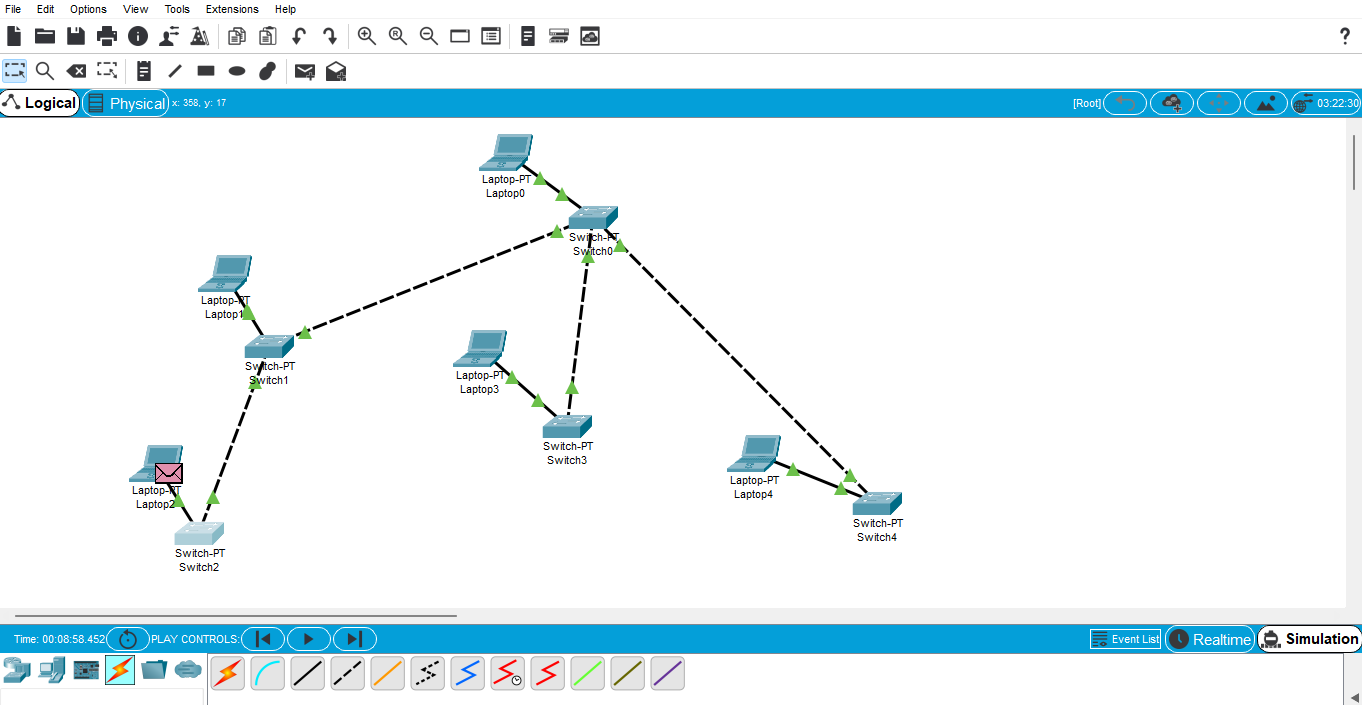 File Edit Options View Tools Extensions Help
?
Logical Physical x: 358, y: 17 [Root] 03:22:30
Laptop-PT
Laptop0
Switch-PT
Switch0
Laptop-PT
Laptop1
Switch-PT
Switch1
Laptop-PT
Laptop3
Switch-PT
Switch3
Laptop-PT
Laptop2
Switch-PT
Switch2
Laptop-PT
Laptop4
Switch-PT
Switch4
Time: 00:08:58.452 PLAY CONTROLS: Event List Realtime Simulation